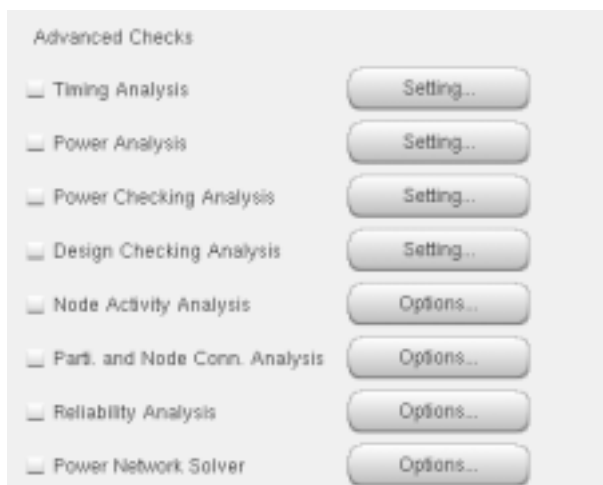 Advanced Checks
Timing Analysis Setting...
Power Analysis Setting...
Power Checking Analysis Setting...
Design Checking Analysis Setting...
Node Activity Analysis Options...
Parti. and Node Conn. Analysis Options...
Reliability Analysis Options...
Power Network Solver Options...